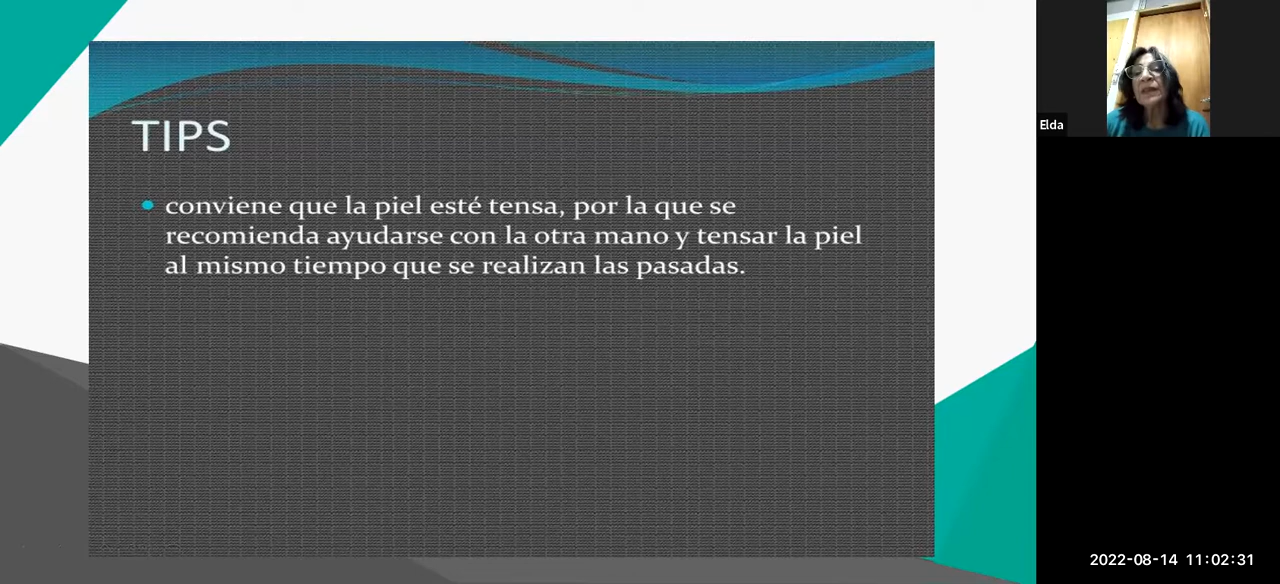 TIPS
conviene que la piel esté tensa, por la que se
recomienda ayudarse con la otra mano y tensar la piel
al mismo tiempo que se realizan las pasadas.
Elda
2022-08-14 11:02:31